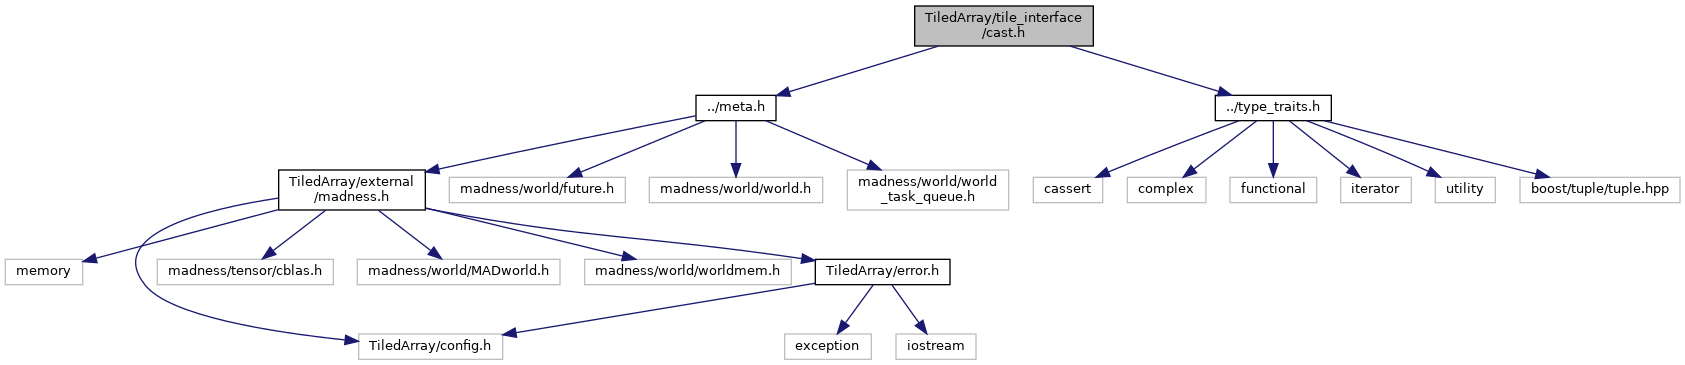 TiledArray/tile_interface
/cast.h
../meta.h
../type_traits.h
TiledArray/external
/madness.h
madness/world/future.h
madness/world/world.h
madness/world/world
_task_queue.h
cassert
complex
functional
iterator
utility
boost/tuple/tuple.hpp
memory
madness/tensor/cblas.h
madness/world/MADworld.h
madness/world/worldmem.h
TiledArray/error.h
TiledArray/config.h
exception
iostream